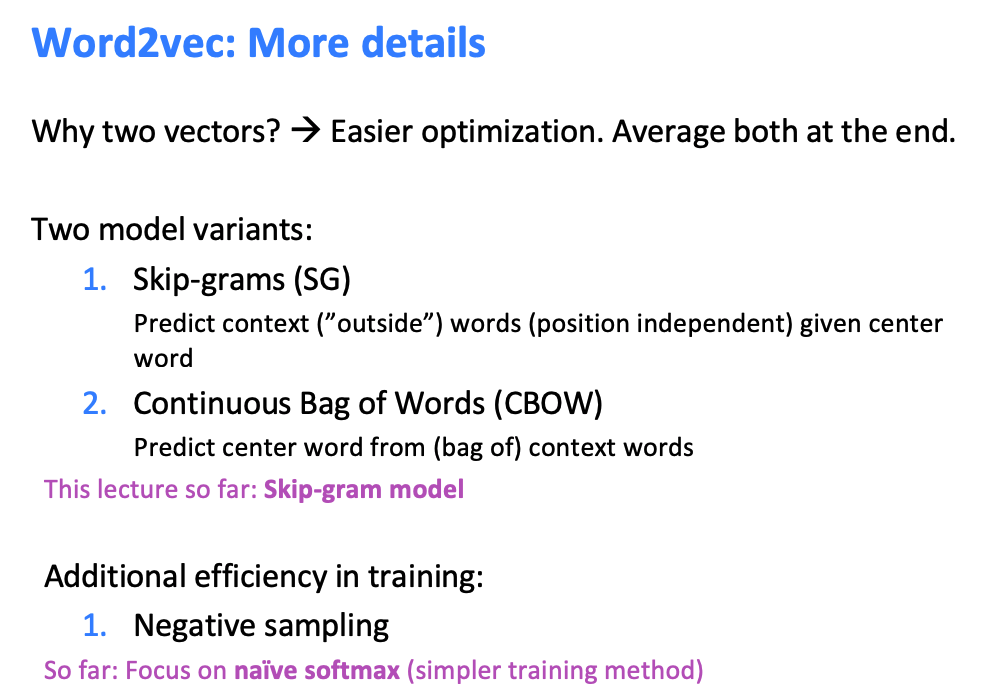 Word2vec: More details
Why two vectors? → Easier optimization. Average both at the end.
Two model variants:
1. Skip-grams (SG)
Predict context (”outside”) words (position independent) given center
word
2. Continuous Bag of Words (CBOW)
Predict center word from (bag of) context words
This lecture so far: Skip-gram model
Additional efficiency in training:
1. Negative sampling
So far: Focus on naïve softmax (simpler training method)